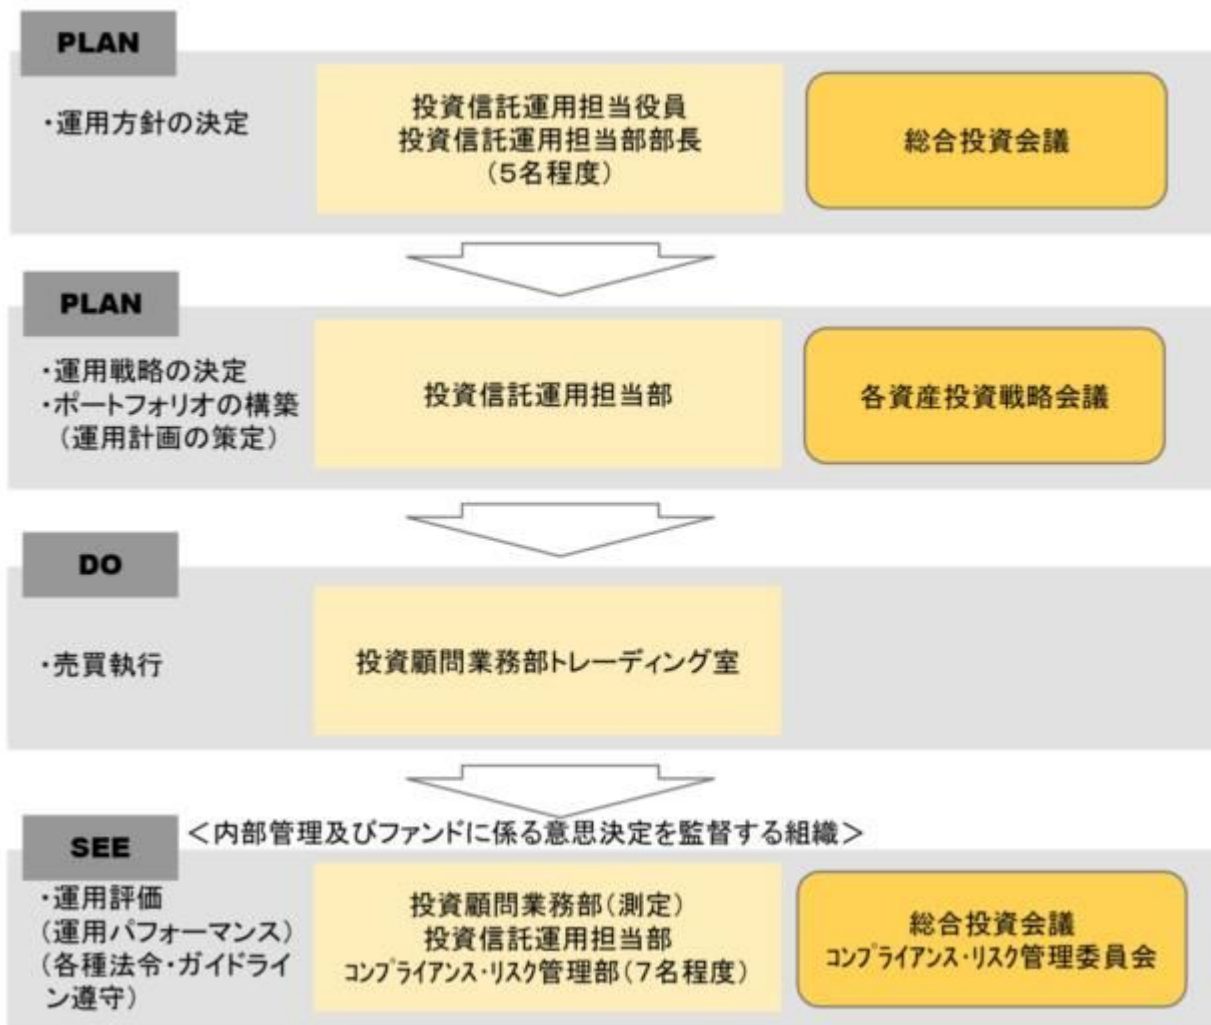 PLAN
・運用方針の決定
投資信託運用担当役員
投資信託運用担当部部長
(5名程度)
総合投資会議
PLAN
・運用戦略の決定
・ポートフォリオの構築
(運用計画の策定)
投資信託運用担当部
各資産投資戦略会議
DO
・売買執行
投資顧問業務部トレーディング室
SEE
<内部管理及びファンドに係る意思決定を監督する組織>
・運用評価
(運用パフォーマンス)
(各種法令・ガイドライ
ン遵守)
投資顧問業務部(測定)
投資信託運用担当部
コンプライアンス・リスク管理部(7名程度)
総合投資会議
コンプライアンス・リスク管理委員会